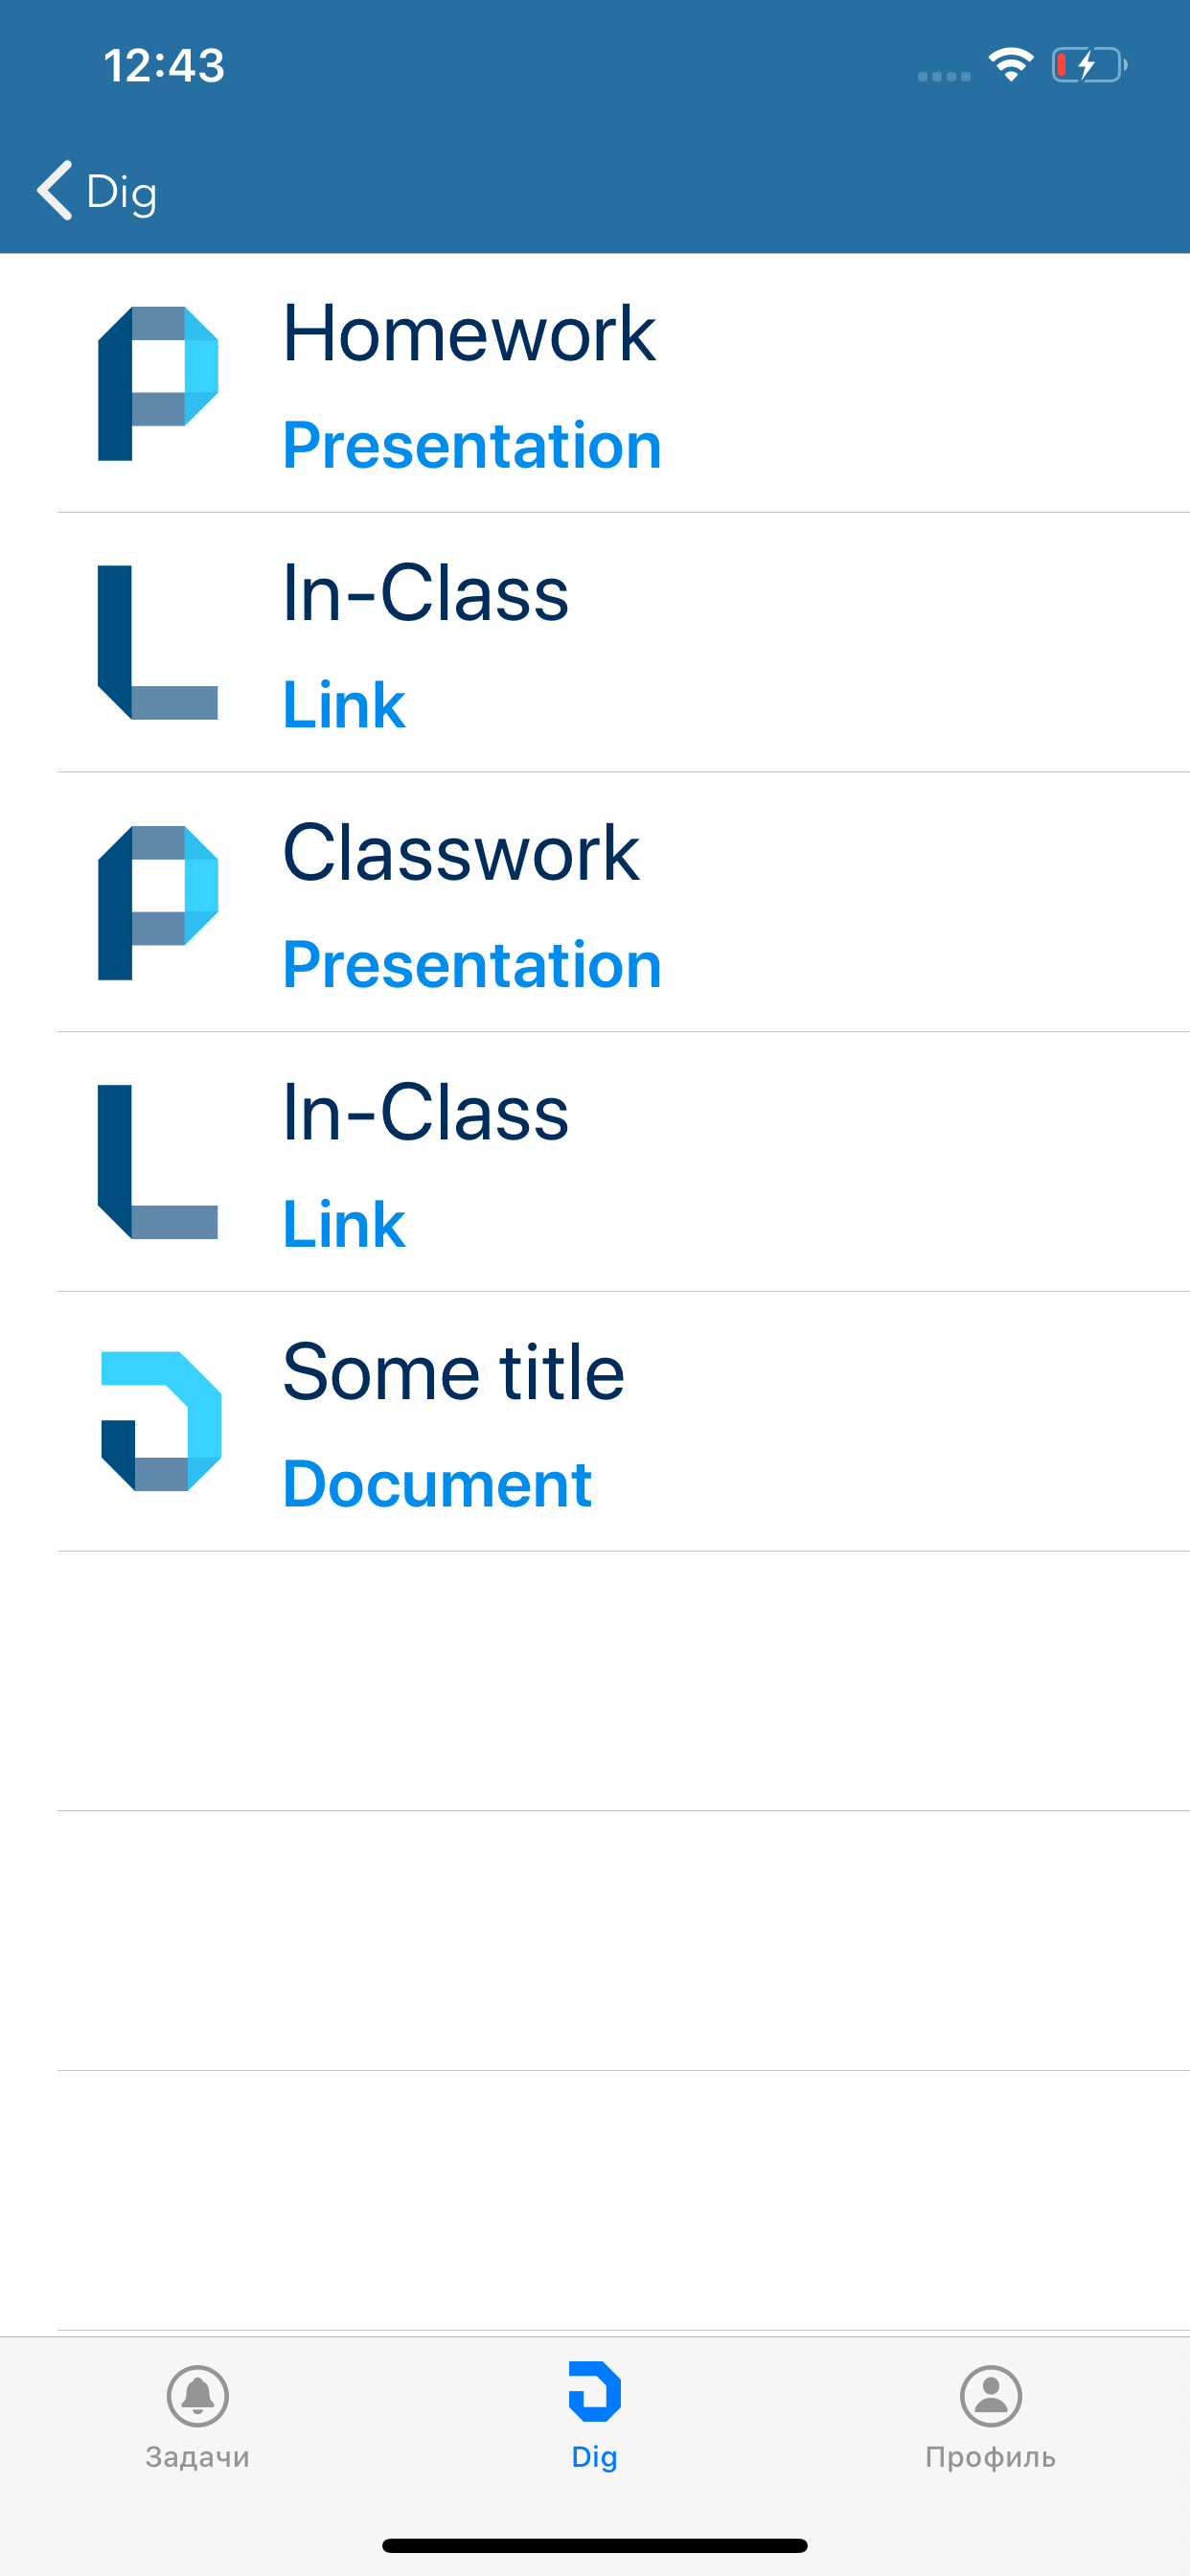 12:43
Dig
Homework
Presentation
In-Class
Link
Classwork
Presentation
In-Class
Link
Some title
Document
Задачи
Dig
Профиль